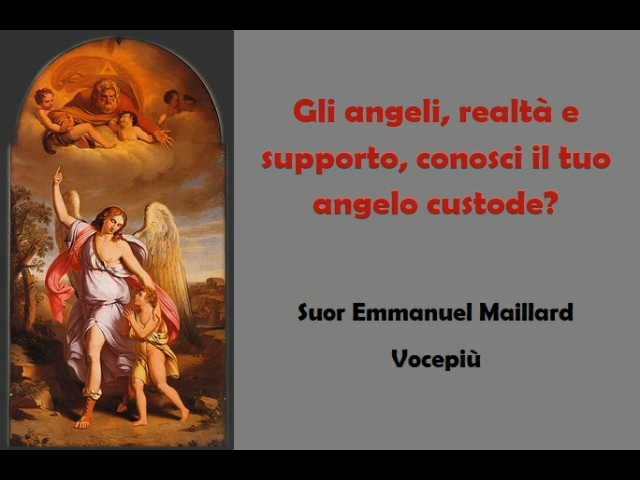 Gli angeli, realtà e
supporto, conosci il tuo
angelo custode?
Suor Emmanuel Maillard
Vocepiù